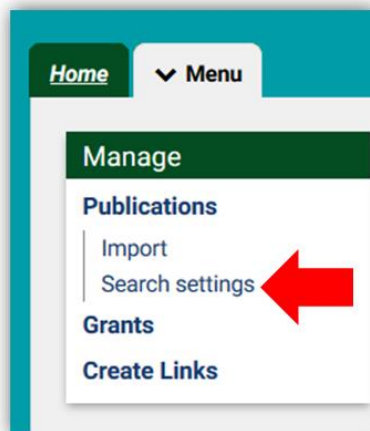 Home Menu
Manage
Publications
Import
Search settings
Grants
Create Links